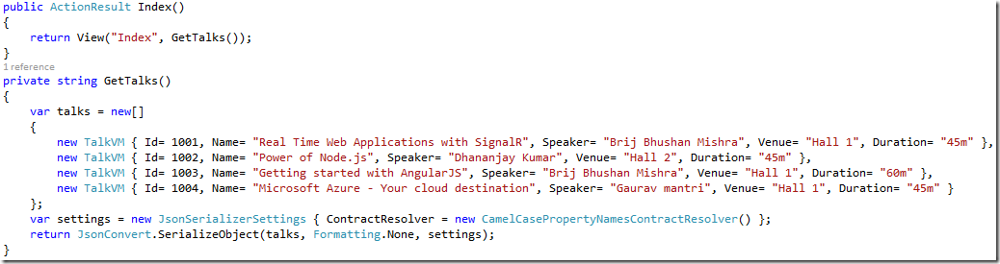 public ActionResult Index()
{
    return View("Index", GetTalks());
}
1 reference
private string GetTalks()
{
    var talks = new[]
    {
        new TalkVM { Id= 1001, Name= "Real Time Web Applications with SignalR", Speaker= "Brij Bhushan Mishra", Venue= "Hall 1", Duration= "45m" },
        new TalkVM { Id= 1002, Name= "Power of Node.js", Speaker= "Dhananjay Kumar", Venue= "Hall 2", Duration= "45m" },
        new TalkVM { Id= 1003, Name= "Getting started with AngularJS", Speaker= "Brij Bhushan Mishra", Venue= "Hall 1", Duration= "60m" },
        new TalkVM { Id= 1004, Name= "Microsoft Azure - Your cloud destination", Speaker= "Gaurav mantri", Venue= "Hall 1", Duration= "45m" }
    };
    var settings = new JsonSerializerSettings { ContractResolver = new CamelCasePropertyNamesContractResolver() };
    return JsonConvert.SerializeObject(talks, Formatting.None, settings);
}